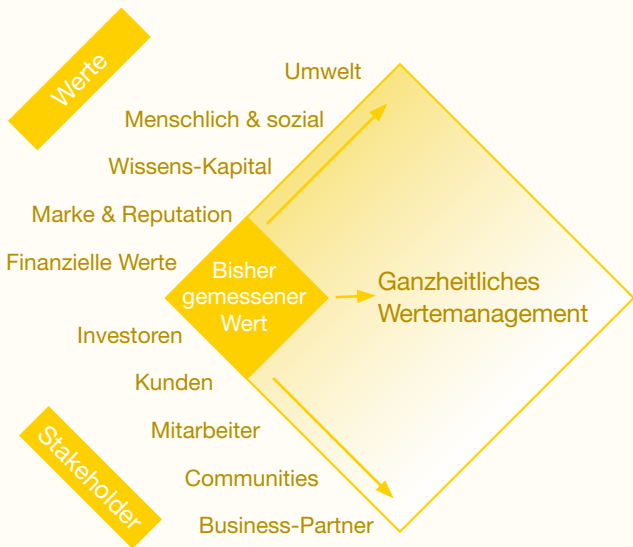 Werte
Umwelt
Menschlich & sozial
Wissens-Kapital
Marke & Reputation
Finanzielle Werte
Bisher
gemessener
Wert
Ganzheitliches
Wertemanagement
Investoren
Kunden
Mitarbeiter
Communities
Business-Partner
Stakeholder